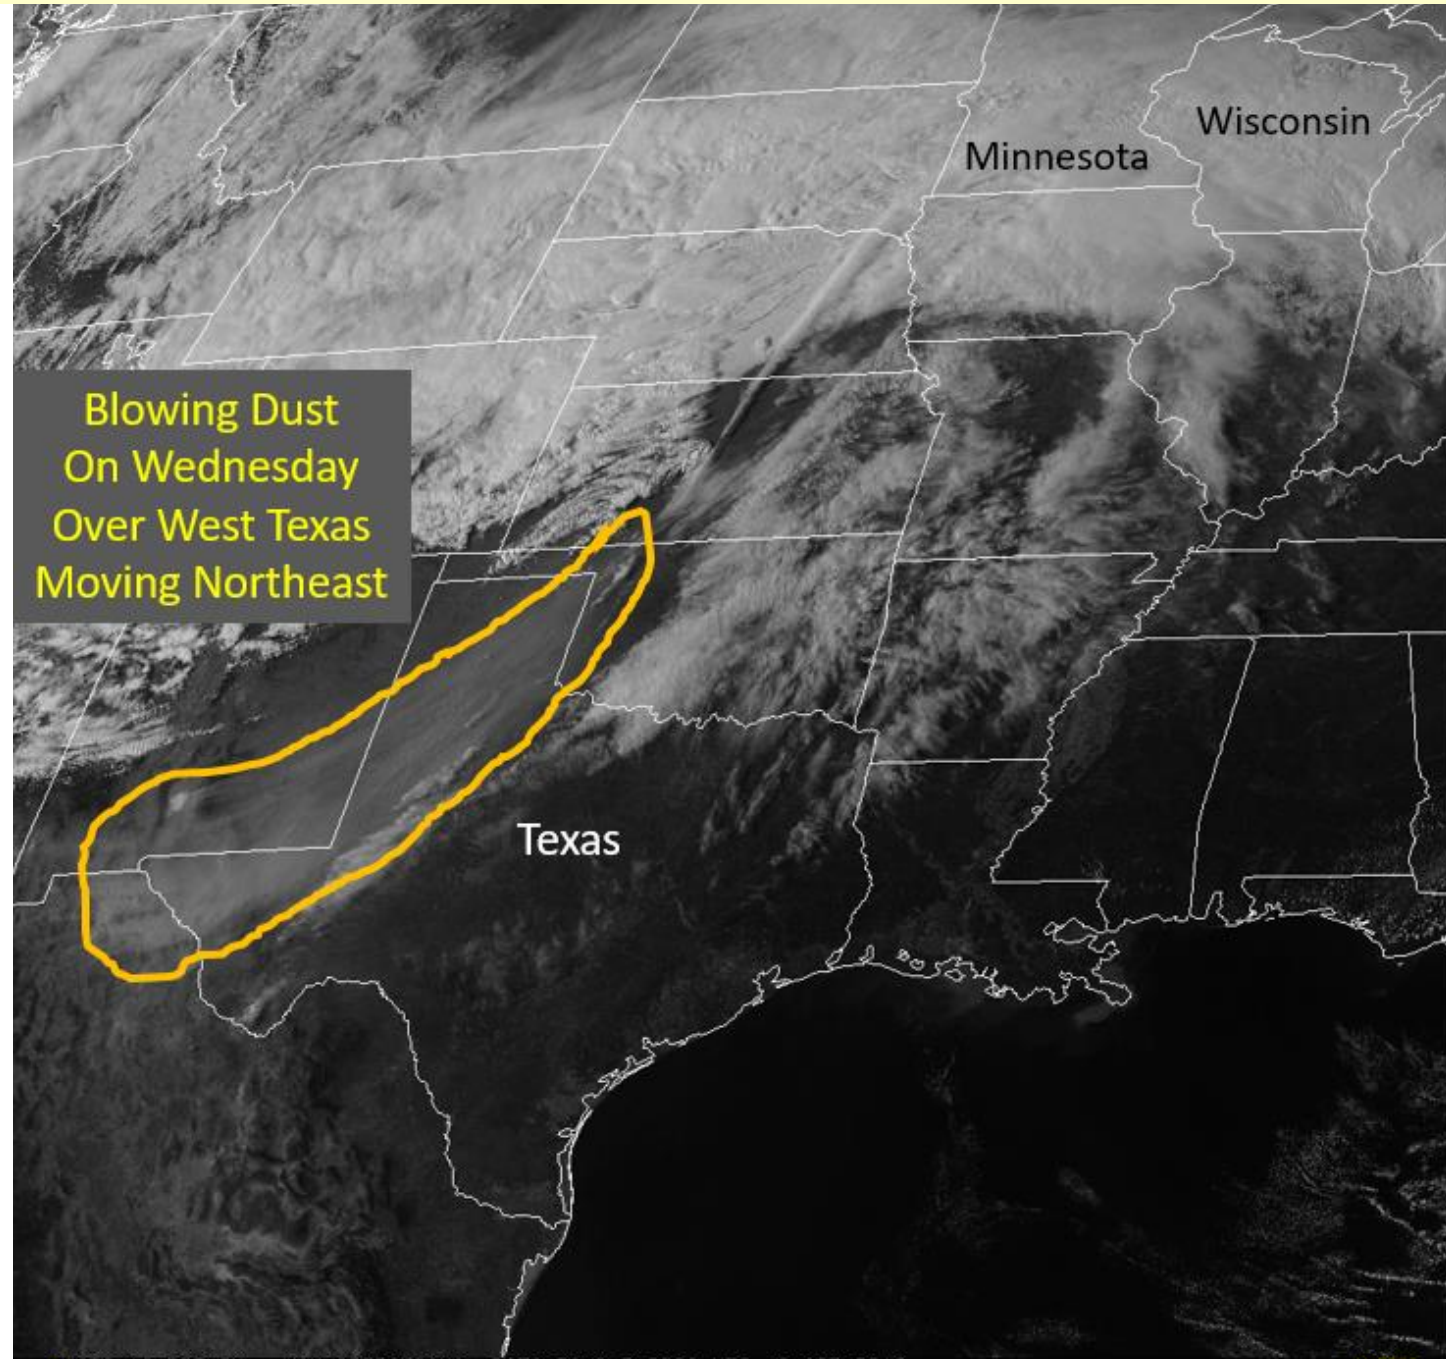 Wisconsin
Minnesota
Blowing Dust
On Wednesday
Over West Texas
Moving Northeast
Texas